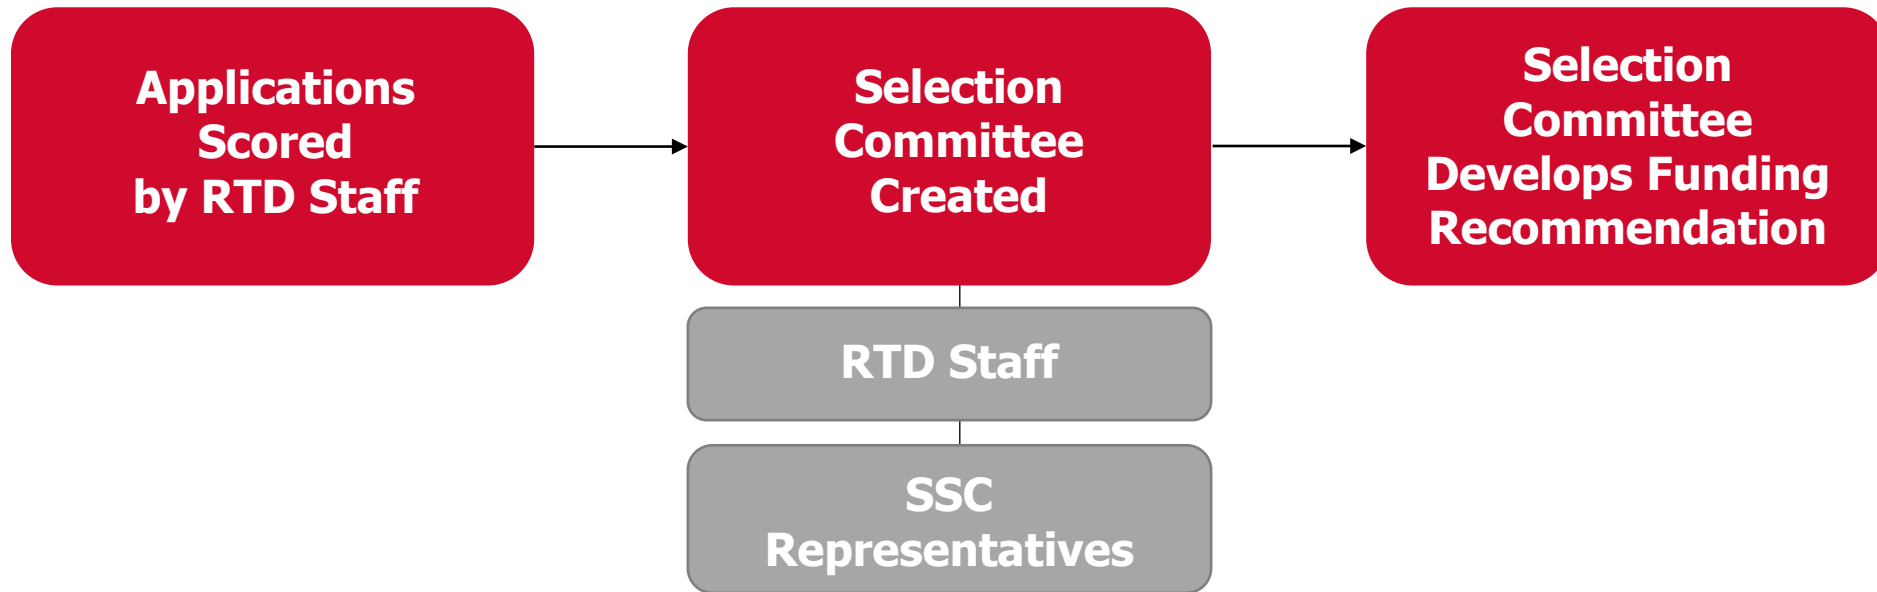 Applications
Scored
by RTD Staff
Selection
Committee
Created
Selection
Committee
Develops Funding
Recommendation
RTD Staff
SSC
Representatives